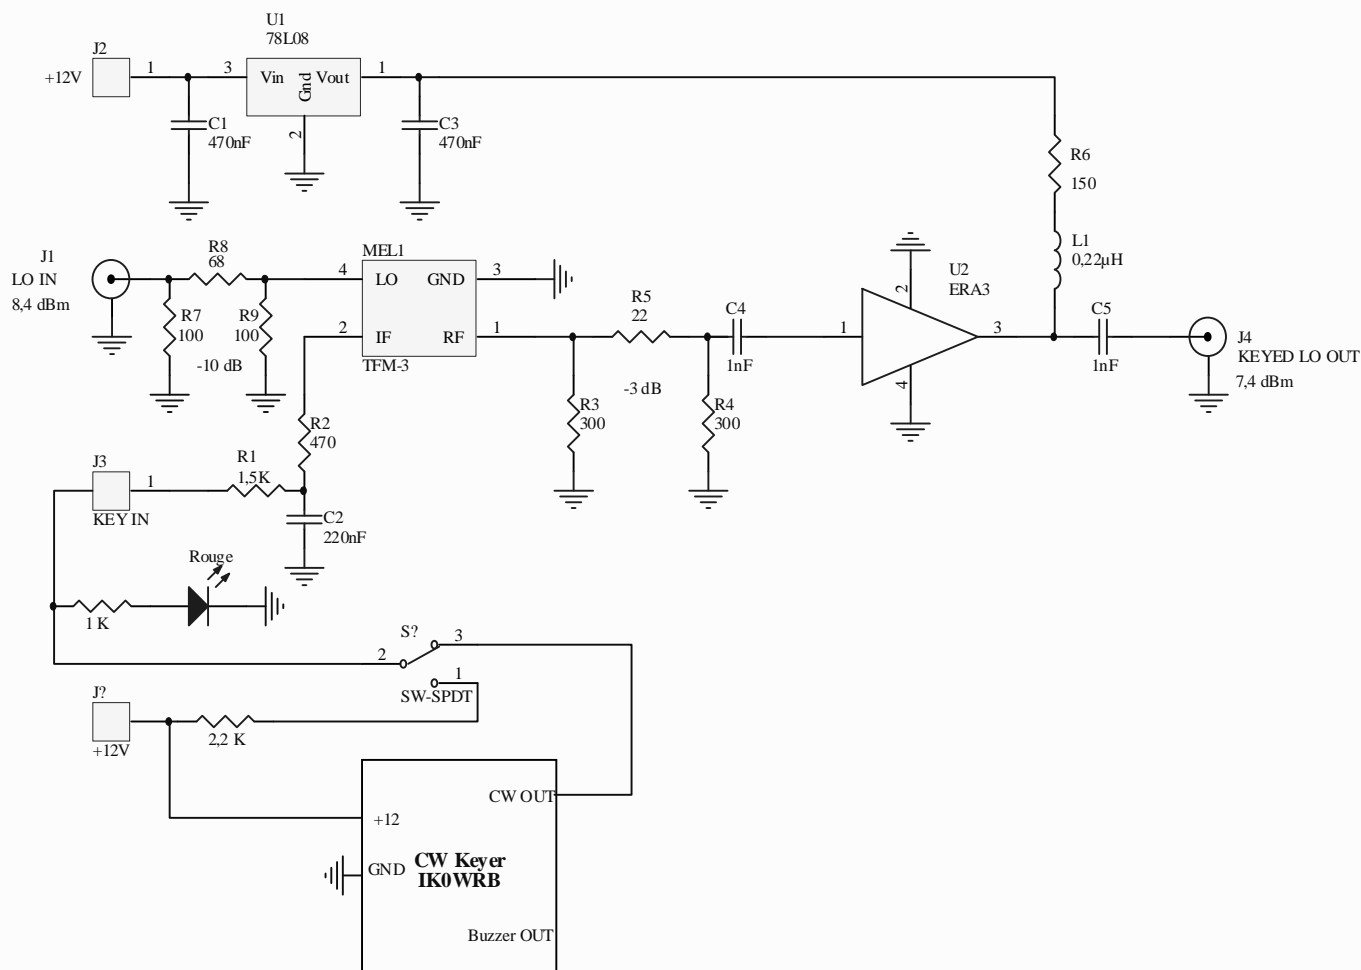 U1
78L08
J2
+12V
1
3
Vin
Vout
Gnd
2
1
C1
470nF
C3
470nF
R6
150
J1
LO IN
8,4 dBm
R8
68
R7
100
R9
100
-10 dB
MEL1
4
LO
GND
3
2
IF
RF
1
TFM-3
R5
22
C4
1nF
-3 dB
R3
300
R4
300
U2
ERA3
1
2
3
4
L1
0,22µH
C5
1nF
J4
KEYED LO OUT
7,4 dBm
R2
470
J3
1
KEY IN
R1
1,5K
C2
220nF
Rouge
1 K
S?
2
3
1
SW-SPDT
J?
+12V
2,2 K
CW OUT
+12
GND
CW Keyer
IK0WRB
Buzzer OUT